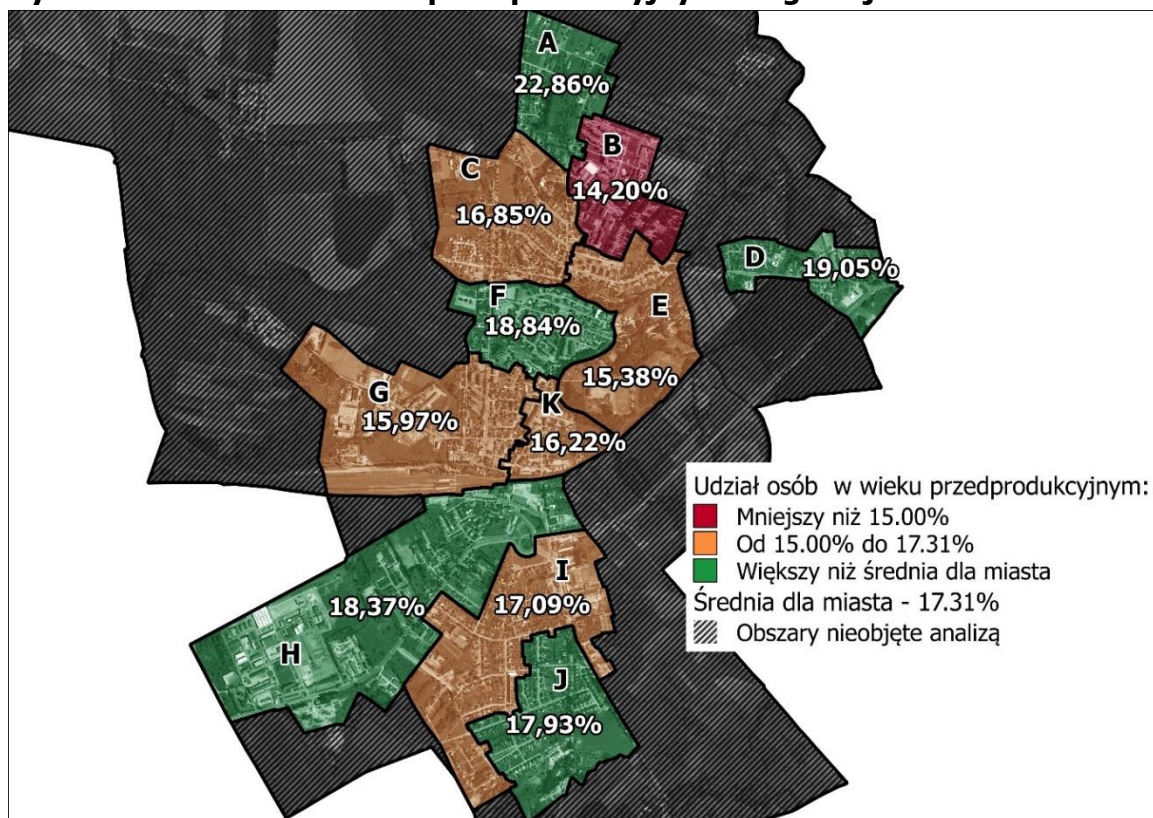 A
22,86%
B
14,20%
C
16,85%
D
19,05%
E
15,38%
F
18,84%
G
15,97%
K
16,22%
H
18,37%
I
17,09%
J
17,93%
Udział osób w wieku przedprodukcyjnym:
Mniejszy niż 15.00%
Od 15.00% do 17.31%
Większy niż średnia dla miasta
Średnia dla miasta - 17.31%
Obszary nieobjęte analizą